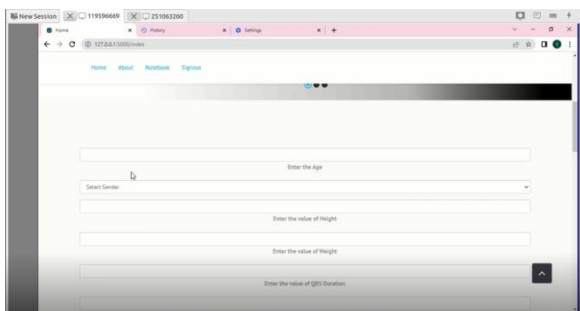 New Session 119596669 251063260
Home History Settings
127.0.0.1:5000/index
Home About Notebook Signout
Enter the Age
Select Gender
Enter the value of Height
Enter the value of Weight
Enter the value of QRS Duration